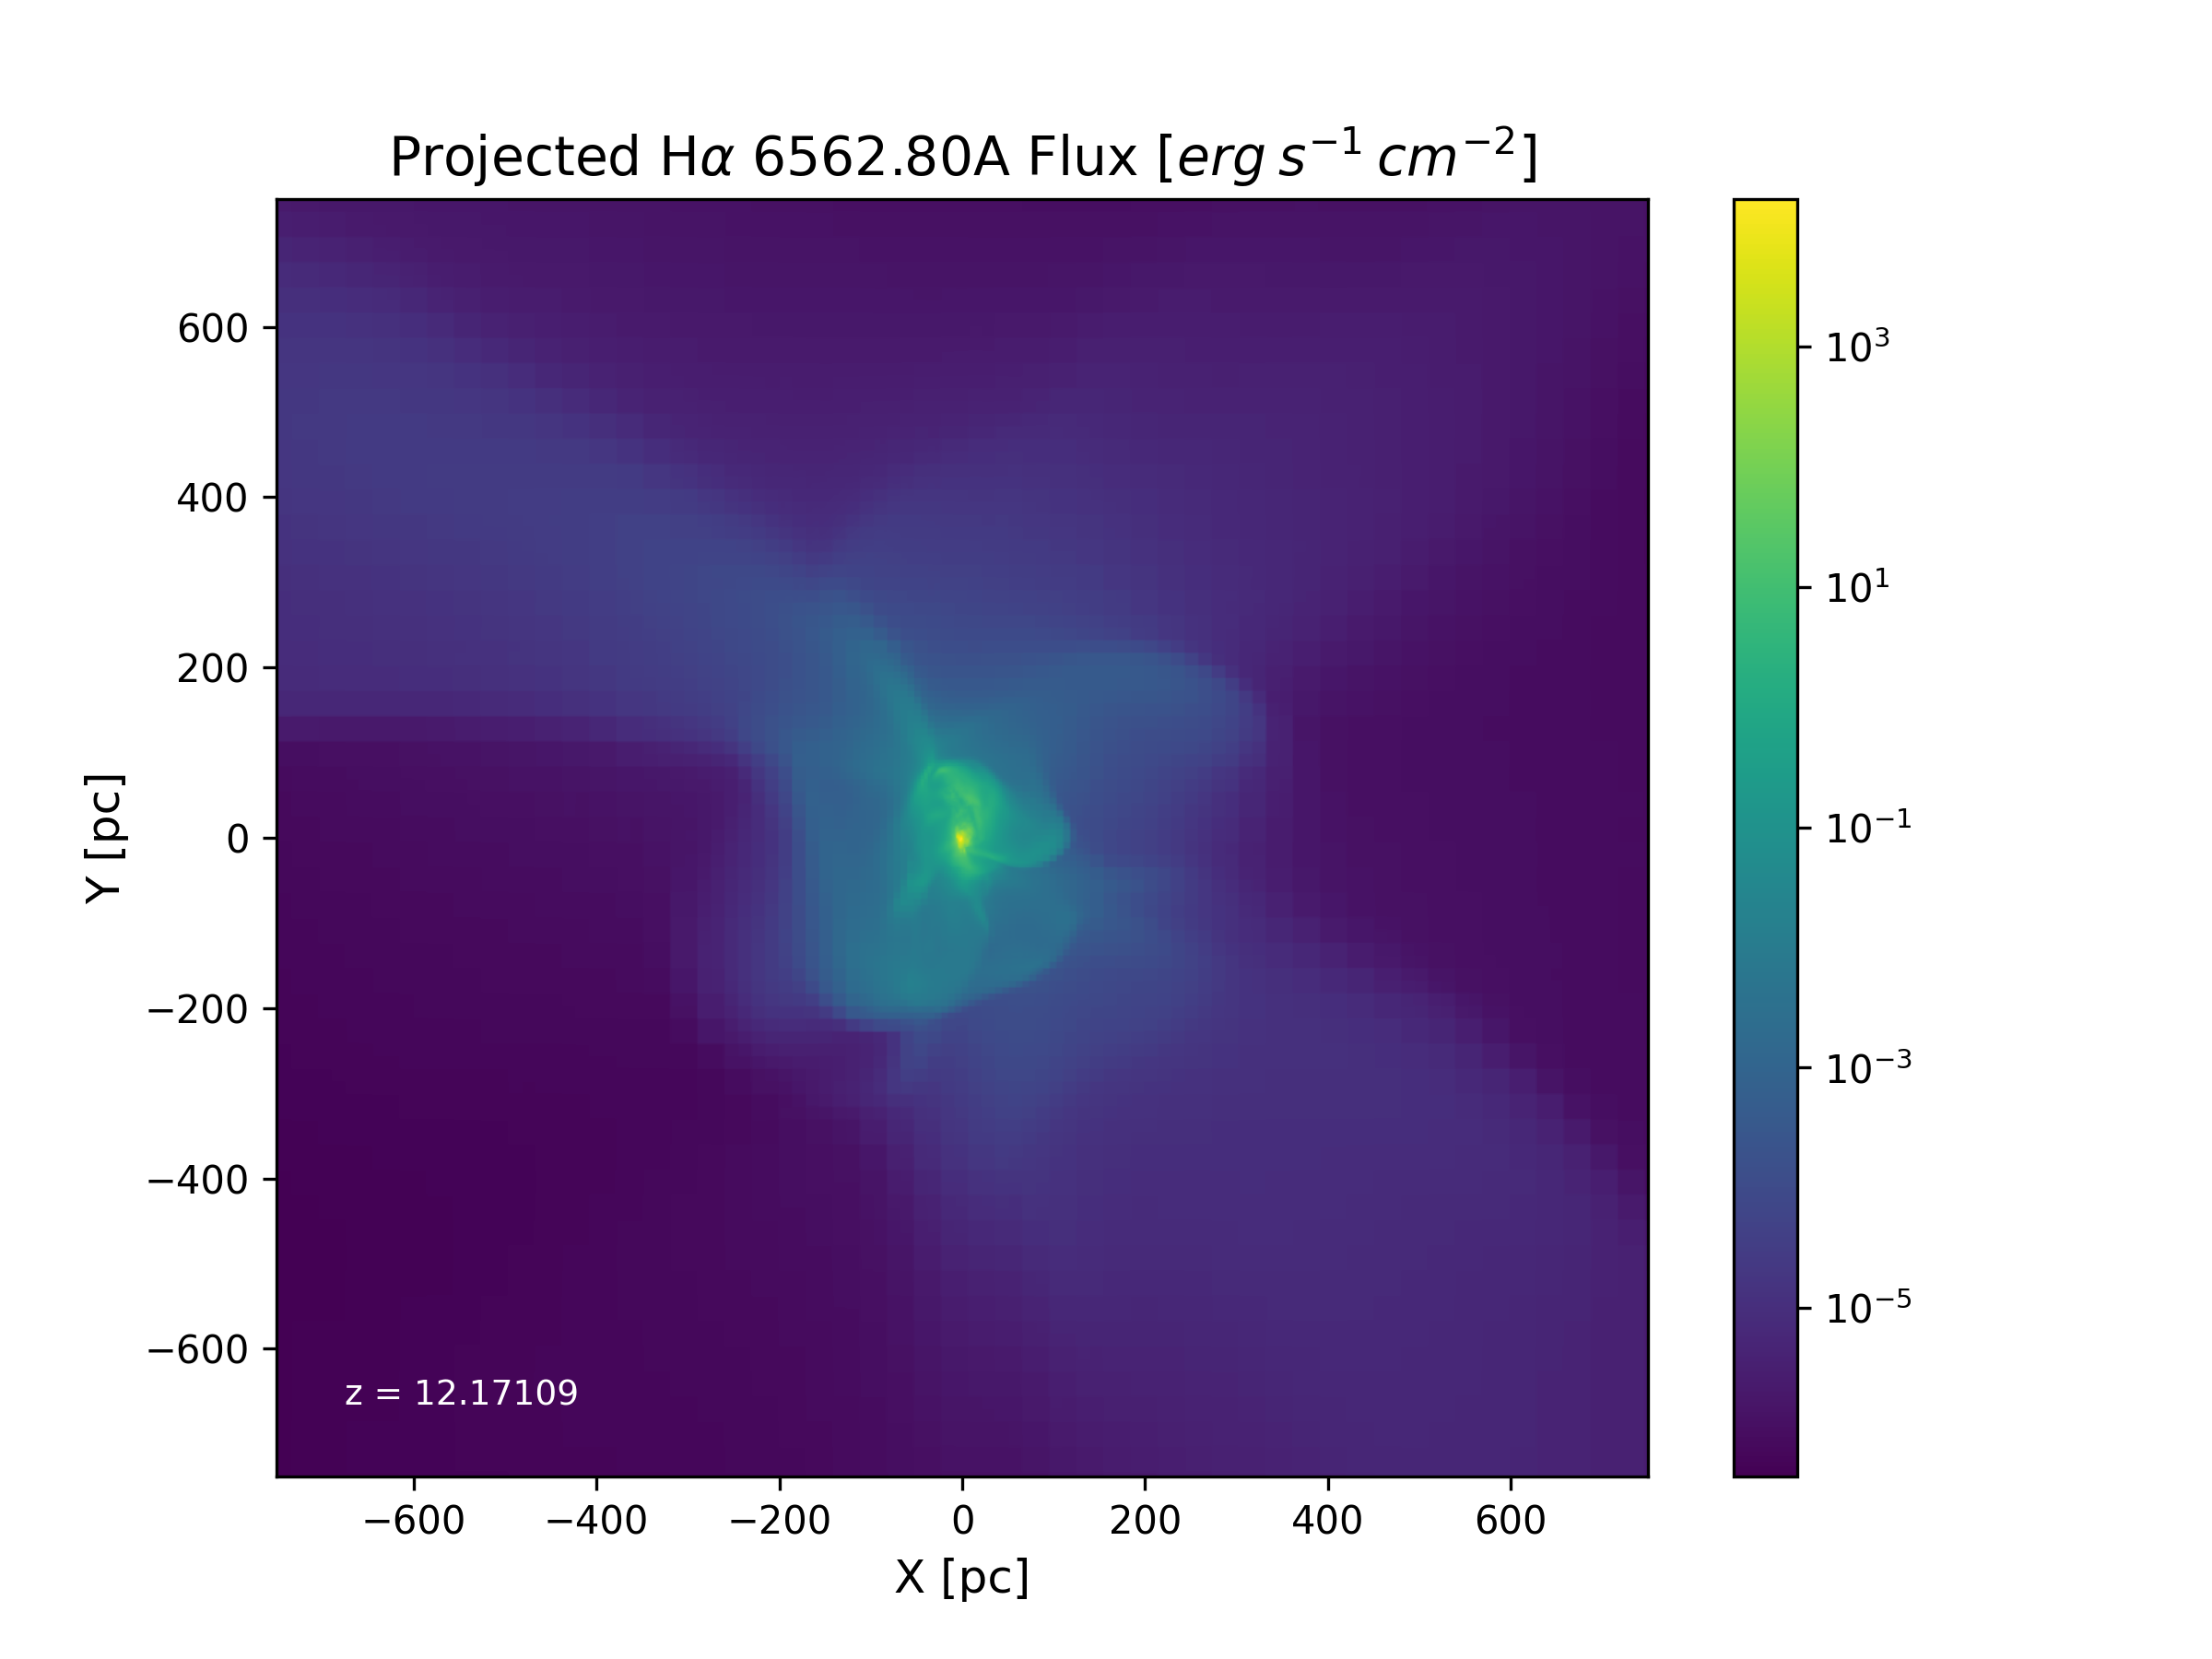 Projected Hα 6562.80A Flux [erg s⁻¹ cm⁻²]
Y [pc]
600
400
200
0
−200
−400
−600
z = 12.17109
−600 −400 −200 0 200 400 600
X [pc]
10³
10¹
10⁻¹
10⁻³
10⁻⁵